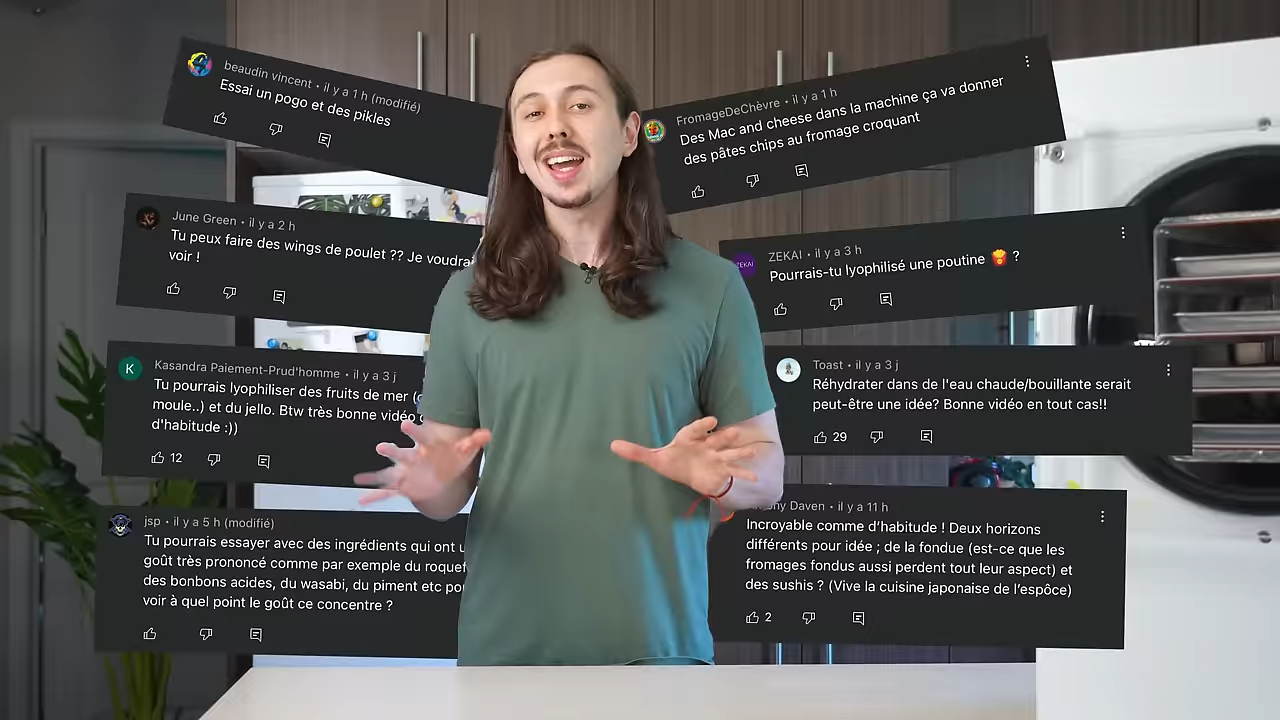 beaudin vincent • il y a 1 h (modifié)
Essai un pogo et des pikles
June Green • il y a 2 h
Tu peux faire des wings de poulet ?? Je voudrai
voir !
K
Kasandra Paiement-Prud'homme • il y a 3 j
Tu pourrais lyophiliser des fruits de mer (
moule..) et du jello. Btw très bonne vidéo
d'habitude :))
12
jsp • il y a 5 h (modifié)
Tu pourrais essayer avec des ingrédients qui ont
goût très prononcé comme par exemple du roquef
des bonbons acides, du wasabi, du piment etc po
voir à quel point le goût ce concentre ?
FromageDeChèvre • il y a 1 h
Des Mac and cheese dans la machine ça va donner
des pâtes chips au fromage croquant
ZEKAI
ZEKAI • il y a 3 h
Pourrais-tu lyophilisé une poutine 🍟 ?
Toast • il y a 3 j
Réhydrater dans de l'eau chaude/bouillante serait
peut-être une idée? Bonne vidéo en tout cas!!
29
Daven • il y a 11 h
Incroyable comme d'habitude ! Deux horizons
différents pour idée ; de la fondue (est-ce que les
fromages fondus aussi perdent tout leur aspect) et
des sushis ? (Vive la cuisine japonaise de l'espôce)
2